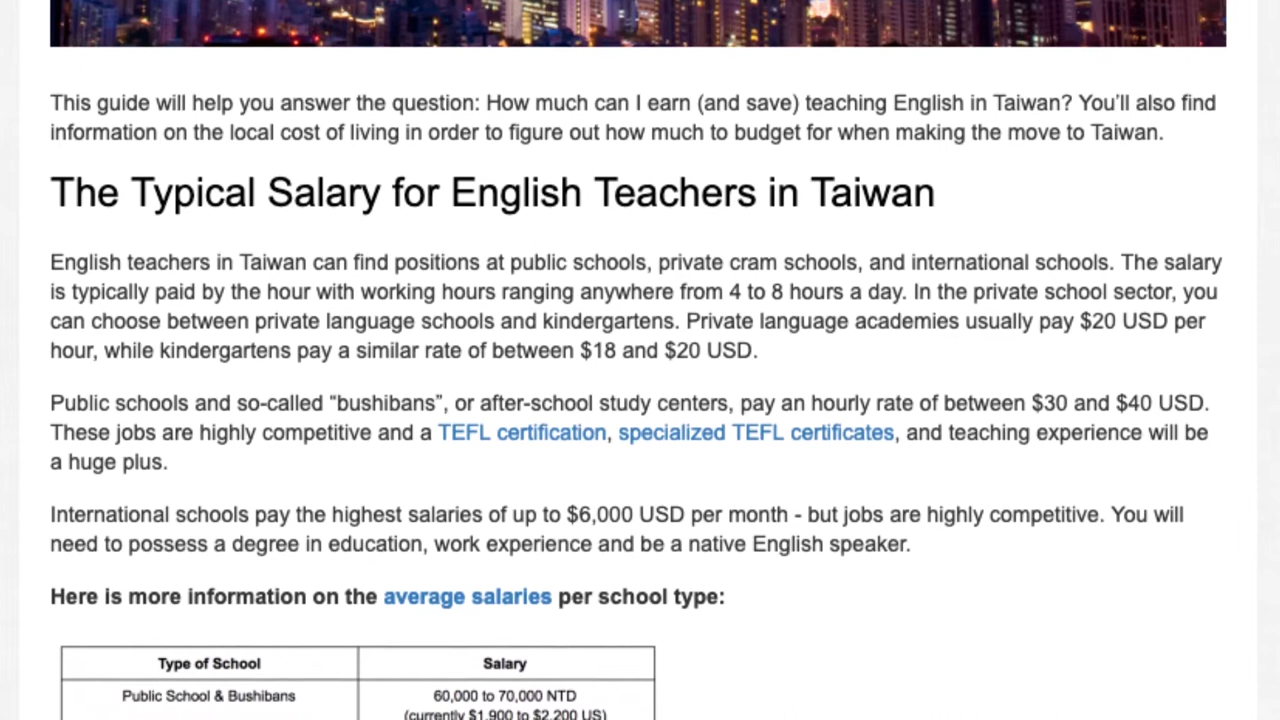 This guide will help you answer the question: How much can I earn (and save) teaching English in Taiwan? You’ll also find
information on the local cost of living in order to figure out how much to budget for when making the move to Taiwan.
The Typical Salary for English Teachers in Taiwan
English teachers in Taiwan can find positions at public schools, private cram schools, and international schools. The salary
is typically paid by the hour with working hours ranging anywhere from 4 to 8 hours a day. In the private school sector, you
can choose between private language schools and kindergartens. Private language academies usually pay $20 USD per
hour, while kindergartens pay a similar rate of between $18 and $20 USD.
Public schools and so-called “bushibans”, or after-school study centers, pay an hourly rate of between $30 and $40 USD.
These jobs are highly competitive and a TEFL certification, specialized TEFL certificates, and teaching experience will be
a huge plus.
International schools pay the highest salaries of up to $6,000 USD per month - but jobs are highly competitive. You will
need to possess a degree in education, work experience and be a native English speaker.
Here is more information on the average salaries per school type:
Type of School Salary
Public School & Bushibans 60,000 to 70,000 NTD
(currently $1,900 to $2,200 US)